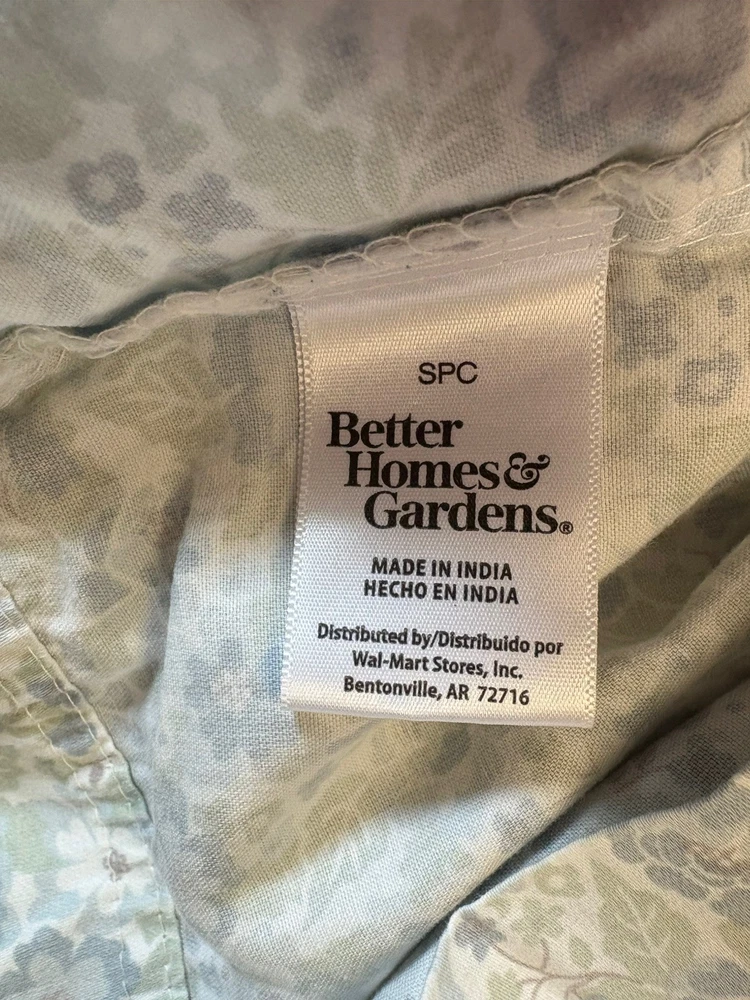 SPC
Better
Homes&
Gardens®
MADE IN INDIA
HECHO EN INDIA
Distributed by/Distribuido por
Wal-Mart Stores, Inc.
Bentonville, AR 72716